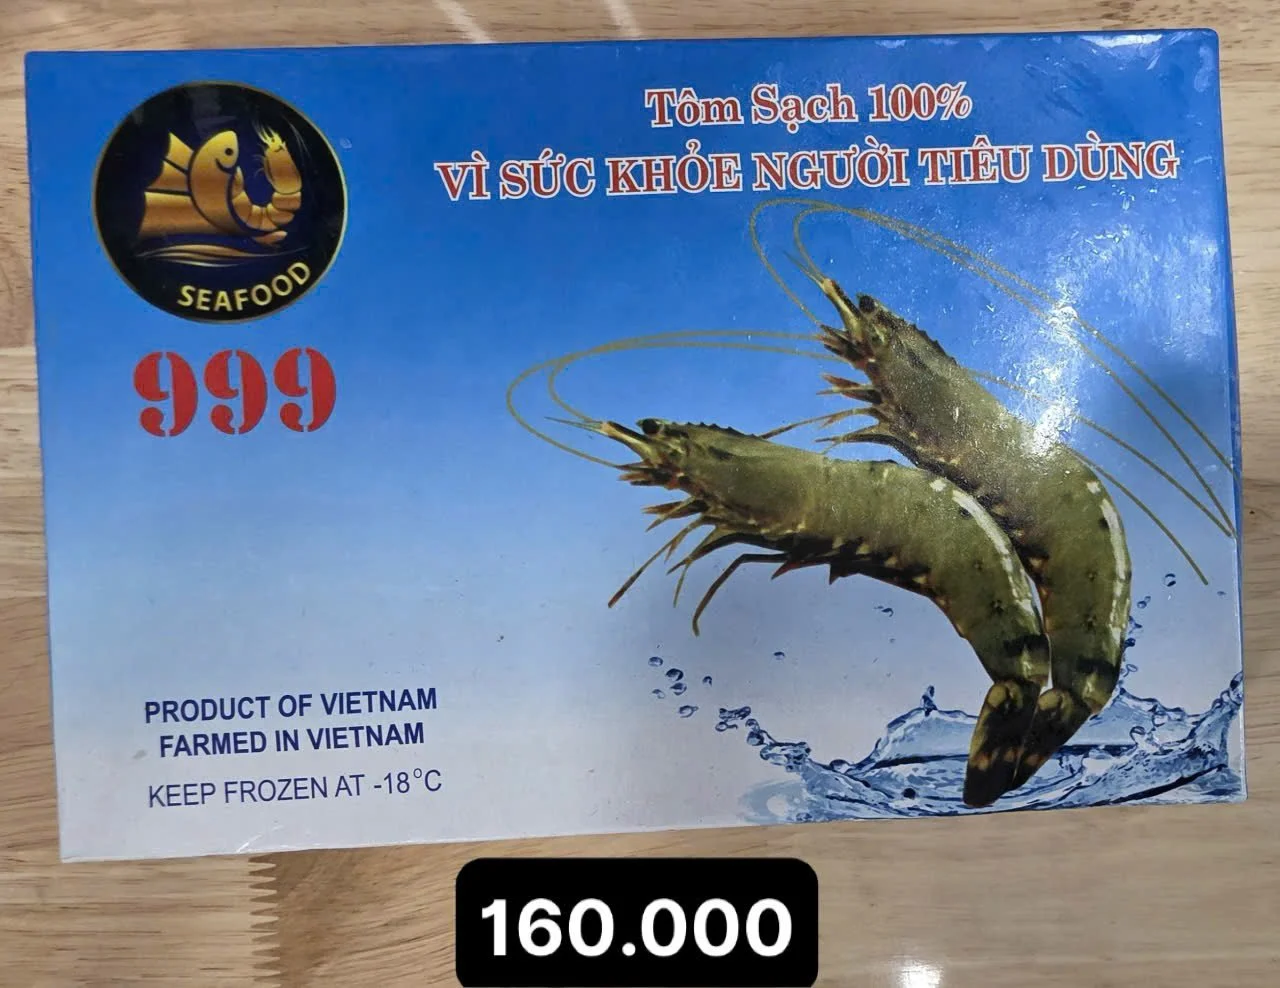 SEAFOOD
999
Tôm Sạch 100%
VÌ SỨC KHỎE NGƯỜI TIÊU DÙNG
PRODUCT OF VIETNAM
FARMED IN VIETNAM
KEEP FROZEN AT -18°C
160.000